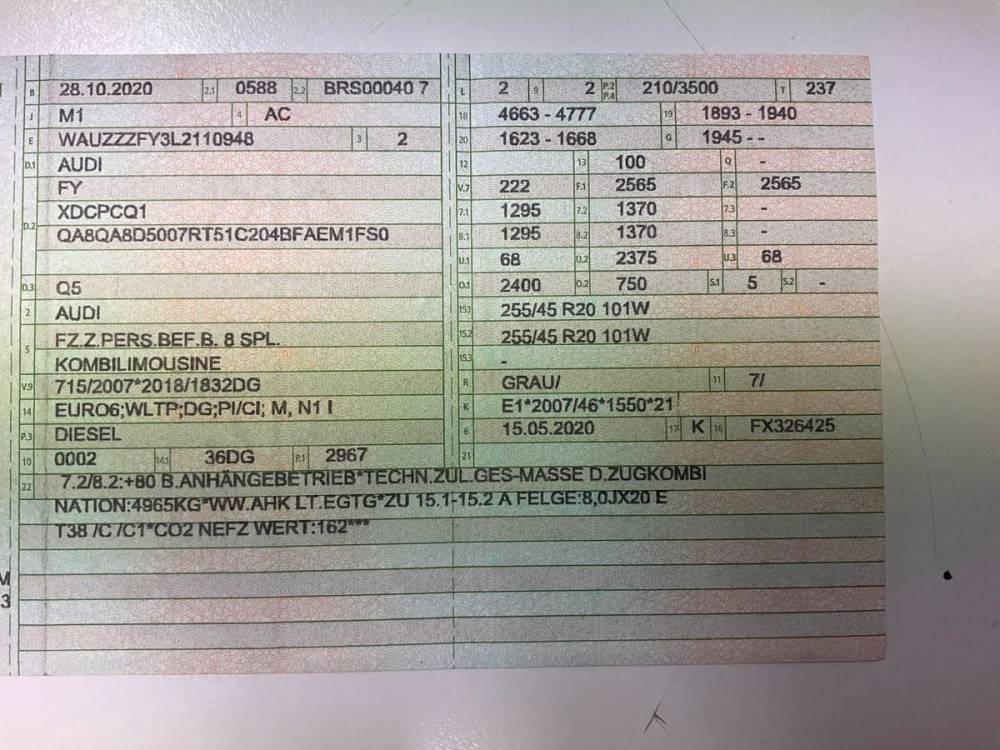 B 28.10.2020 2.1 0588 2.2 BRS00040 7
J M1 4 AC
E WAUZZZFY3L2110948 3 2
D.1 AUDI
FY
D.2 XDCPCQ1
QA8QA8D5007RT51C204BFAEM1FS0
D.3 Q5
2 AUDI
5 FZ.Z.PERS.BEF.B. 8 SPL.
KOMBILIMOUSINE
V.9 715/2007*2018/1832DG
14 EURO6;WLTP;DG;PI/CI; M, N1 I
P.3 DIESEL
10 0002 14.1 36DG P.1 2967
L 2 9 2 P.2 P.4 210/3500 T 237
18 4663 - 4777 19 1893 - 1940
20 1623 - 1668 G 1945 - -
12 13 100 Q -
V.7 222 F.1 2565 F.2 2565
7.1 1295 7.2 1370 7.3 -
8.1 1295 8.2 1370 8.3 -
U.1 68 U.2 2375 U.3 68
O.1 2400 O.2 750 S.1 5 S.2 -
15.1 255/45 R20 101W
15.2 255/45 R20 101W
15.3 -
R GRAU/ 11 7/
K E1*2007/46*1550*21
6 15.05.2020 17 K 16 FX326425
21
22 7.2/8.2:+80 B.ANHÄNGEBETRIEB*TECHN.ZUL.GES-MASSE D.ZUGKOMBI
NATION:4965KG*WW.AHK LT.EGTG*ZU 15.1-15.2 A FELGE:8,0JX20 E
T38 /C /C1*CO2 NEFZ WERT:162***
M
3